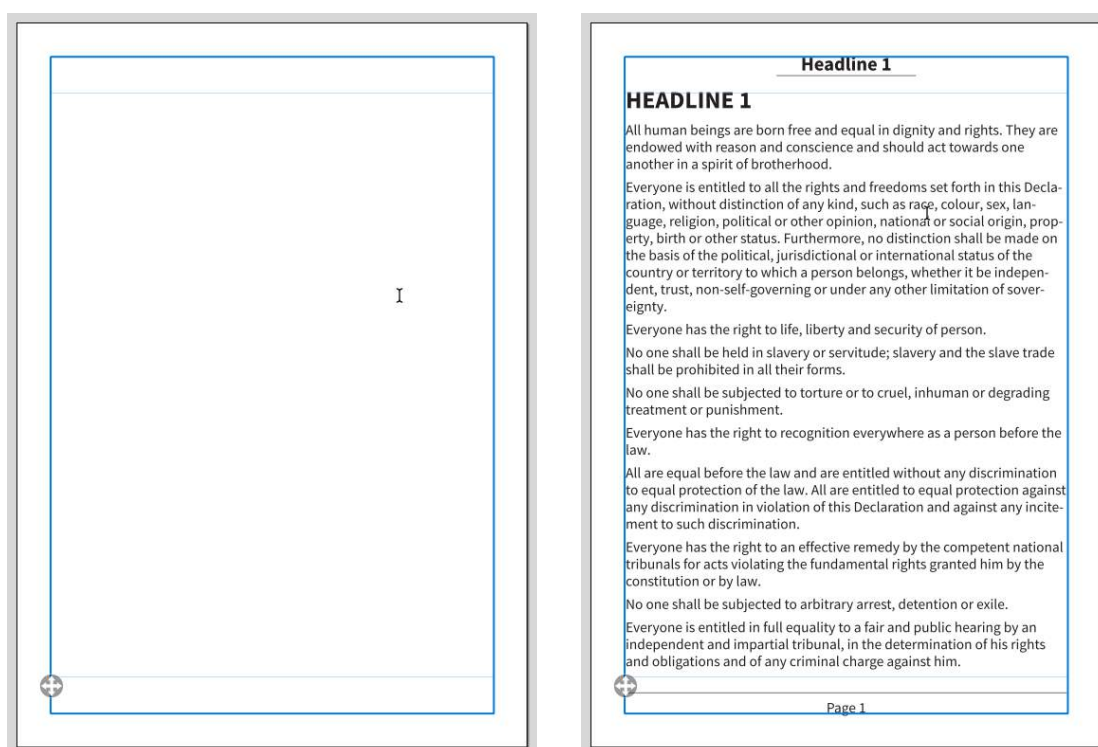 Headline 1
HEADLINE 1
All human beings are born free and equal in dignity and rights. They are
endowed with reason and conscience and should act towards one
another in a spirit of brotherhood.
Everyone is entitled to all the rights and freedoms set forth in this Decla-
ration, without distinction of any kind, such as race, colour, sex, lan-
guage, religion, political or other opinion, national or social origin, prop-
erty, birth or other status. Furthermore, no distinction shall be made on
the basis of the political, jurisdictional or international status of the
country or territory to which a person belongs, whether it be indepen-
dent, trust, non-self-governing or under any other limitation of sover-
eignty.
Everyone has the right to life, liberty and security of person.
No one shall be held in slavery or servitude; slavery and the slave trade
shall be prohibited in all their forms.
No one shall be subjected to torture or to cruel, inhuman or degrading
treatment or punishment.
Everyone has the right to recognition everywhere as a person before the
law.
All are equal before the law and are entitled without any discrimination
to equal protection of the law. All are entitled to equal protection against
any discrimination in violation of this Declaration and against any incite-
ment to such discrimination.
Everyone has the right to an effective remedy by the competent national
tribunals for acts violating the fundamental rights granted him by the
constitution or by law.
No one shall be subjected to arbitrary arrest, detention or exile.
Everyone is entitled in full equality to a fair and public hearing by an
independent and impartial tribunal, in the determination of his rights
and obligations and of any criminal charge against him.
Page 1